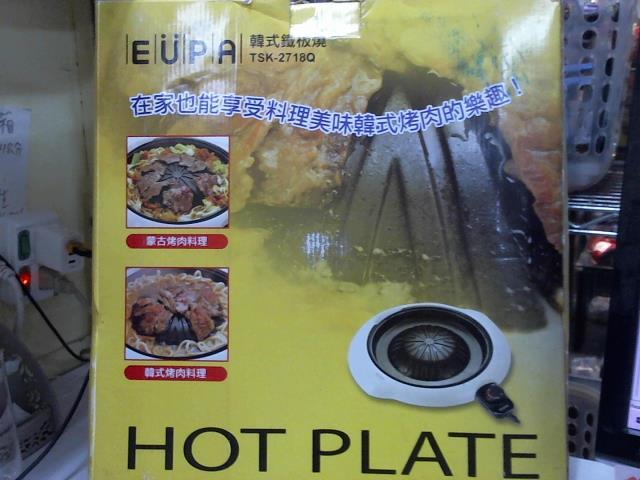 EUPA 韓式鐵板燒
TSK-2718Q
在家也能享受料理美味韓式烤肉的樂趣!
蒙古烤肉料理
韓式烤肉料理
HOT PLATE